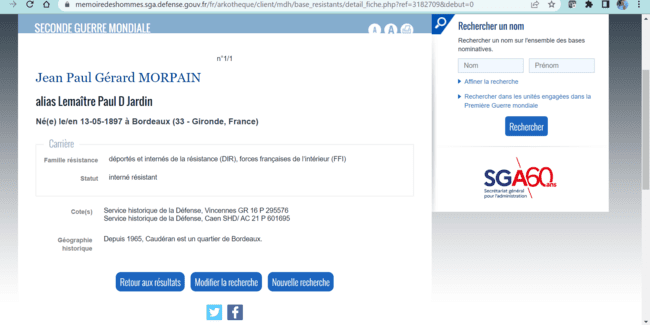 memoiredeshommes.sga.defense.gouv.fr/fr/arkotheque/client/mdh/base_resistants/detail_fiche.php?ref=3182709&debut=0
SECONDE GUERRE MONDIALE
A A
n°1/1
Jean Paul Gérard MORPAIN
alias Lemaître Paul D Jardin
Né(e) le/en 13-05-1897 à Bordeaux (33 - Gironde, France)
Carrière
Famille résistance déportés et internés de la résistance (DIR), forces françaises de l'intérieur (FFI)
Statut interné résistant
Cote(s) Service historique de la Défense, Vincennes GR 16 P 295576
Service historique de la Défense, Caen SHD/ AC 21 P 601695
Géographie historique Depuis 1965, Caudéran est un quartier de Bordeaux.
Retour aux résultats Modifier la recherche Nouvelle recherche
Rechercher un nom
Rechercher un nom sur l'ensemble des bases
nominatives.
Nom Prénom
Affiner la recherche
Rechercher dans les unités engagées dans la
Première Guerre mondiale
Rechercher
SGA60 ans
Secrétariat général
pour l'administration